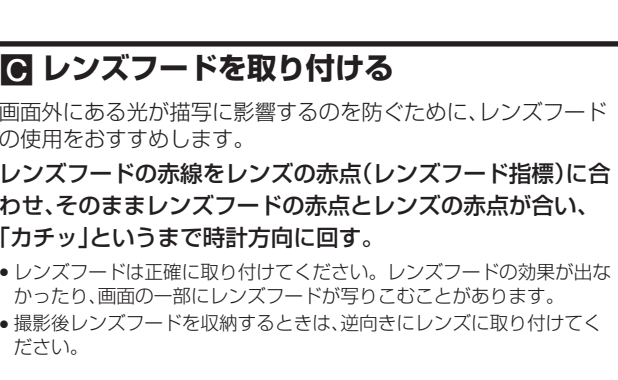 C レンズフードを取り付ける
画面外にある光が描写に影響するのを防ぐために、レンズフード
の使用をおすすめします。
レンズフードの赤線をレンズの赤点（レンズフード指標）に合
わせ、そのままレンズフードの赤点とレンズの赤点が合い、
「カチッ」というまで時計方向に回す。
• レンズフードは正確に取り付けてください。レンズフードの効果が出な
かったり、画面の一部にレンズフードが写りこむことがあります。
• 撮影後レンズフードを収納するときは、逆向きにレンズに取り付けてく
ださい。